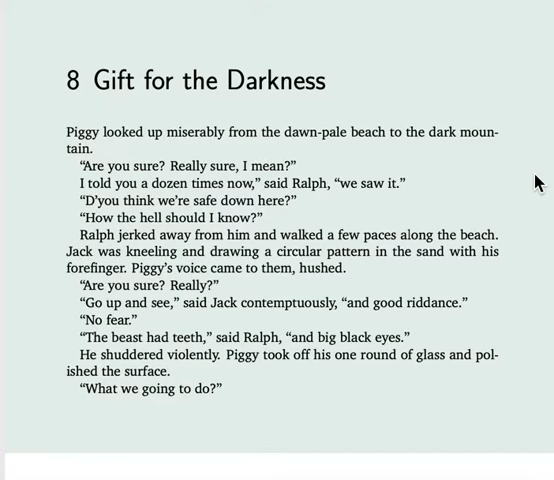 8 Gift for the Darkness
Piggy looked up miserably from the dawn-pale beach to the dark moun-
tain.
“Are you sure? Really sure, I mean?”
I told you a dozen times now,” said Ralph, “we saw it.”
“D’you think we’re safe down here?”
“How the hell should I know?”
Ralph jerked away from him and walked a few paces along the beach.
Jack was kneeling and drawing a circular pattern in the sand with his
forefinger. Piggy’s voice came to them, hushed.
“Are you sure? Really?”
“Go up and see,” said Jack contemptuously, “and good riddance.”
“No fear.”
“The beast had teeth,” said Ralph, “and big black eyes.”
He shuddered violently. Piggy took off his one round of glass and pol-
ished the surface.
“What we going to do?”